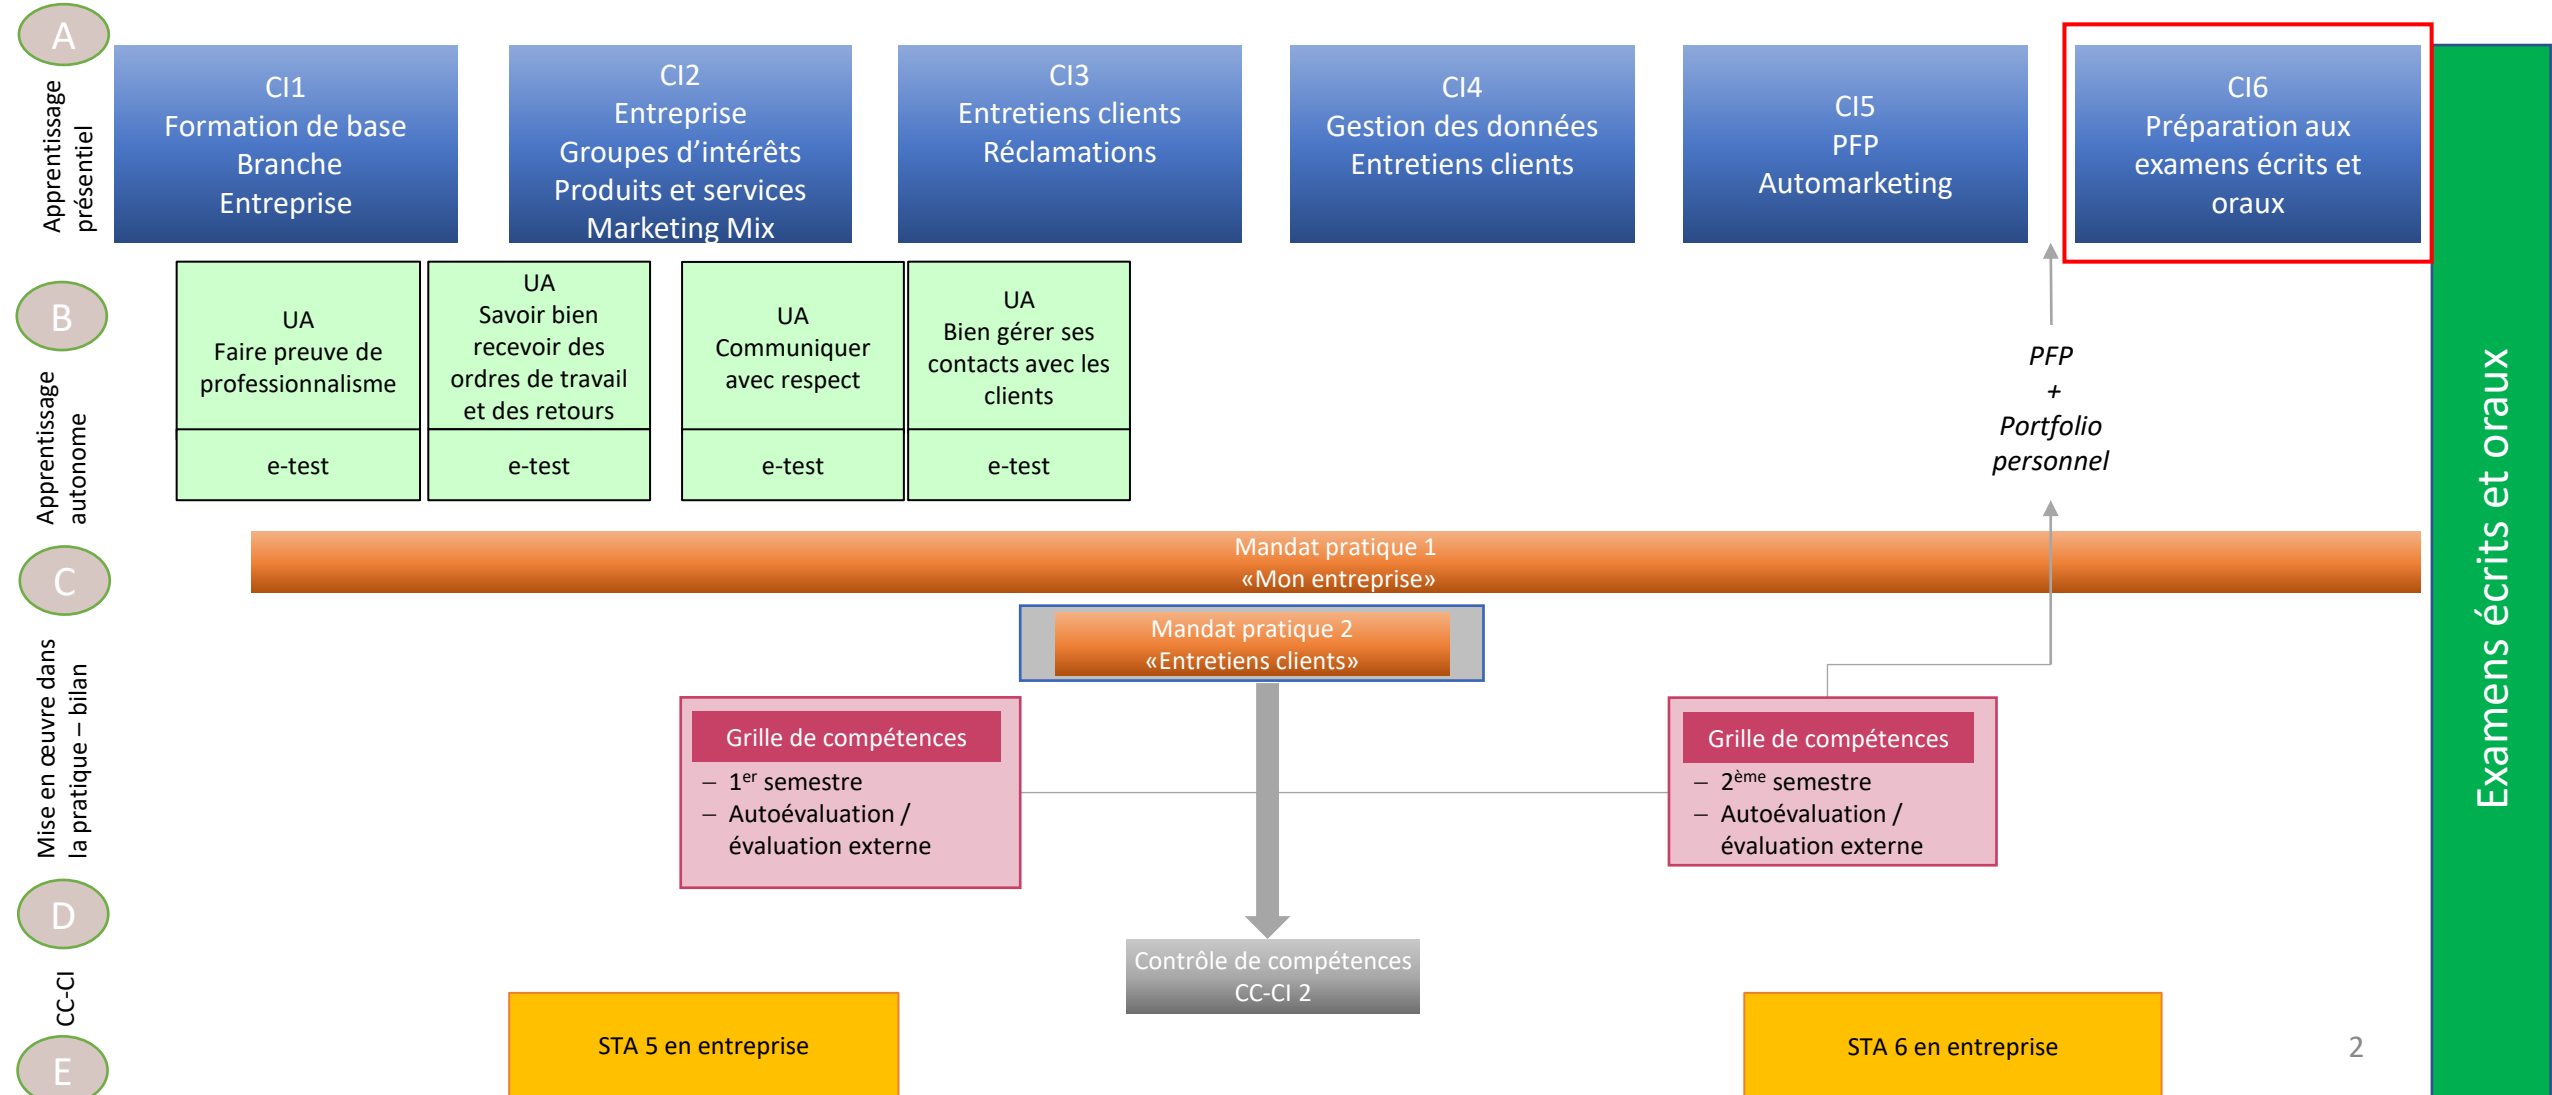 A
Apprentissage
présentiel
CI1
Formation de base
Branche
Entreprise
CI2
Entreprise
Groupes d'intérêts
Produits et services
Marketing Mix
CI3
Entretiens clients
Réclamations
CI4
Gestion des données
Entretiens clients
CI5
PFP
Automarketing
CI6
Préparation aux
examens écrits et
oraux
Examens écrits et oraux
B
Apprentissage
autonome
UA
Faire preuve de
professionnalisme
e-test
UA
Savoir bien
recevoir des
ordres de travail
et des retours
e-test
UA
Communiquer
avec respect
e-test
UA
Bien gérer ses
contacts avec les
clients
e-test
PFP
+
Portfolio
personnel
C
Mise en œuvre dans
la pratique – bilan
Mandat pratique 1
«Mon entreprise»
Mandat pratique 2
«Entretiens clients»
Grille de compétences
– 1er semestre
– Autoévaluation /
évaluation externe
Grille de compétences
– 2ème semestre
– Autoévaluation /
évaluation externe
D
CC-CI
Contrôle de compétences
CC-CI 2
E
STA 5 en entreprise
STA 6 en entreprise
2